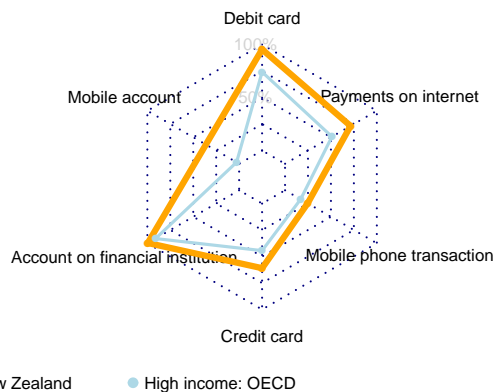 Debit card
100%
Mobile account
50%
Payments on internet
Account on financial institution
Mobile phone transaction
Credit card
Zealand
High income: OECD